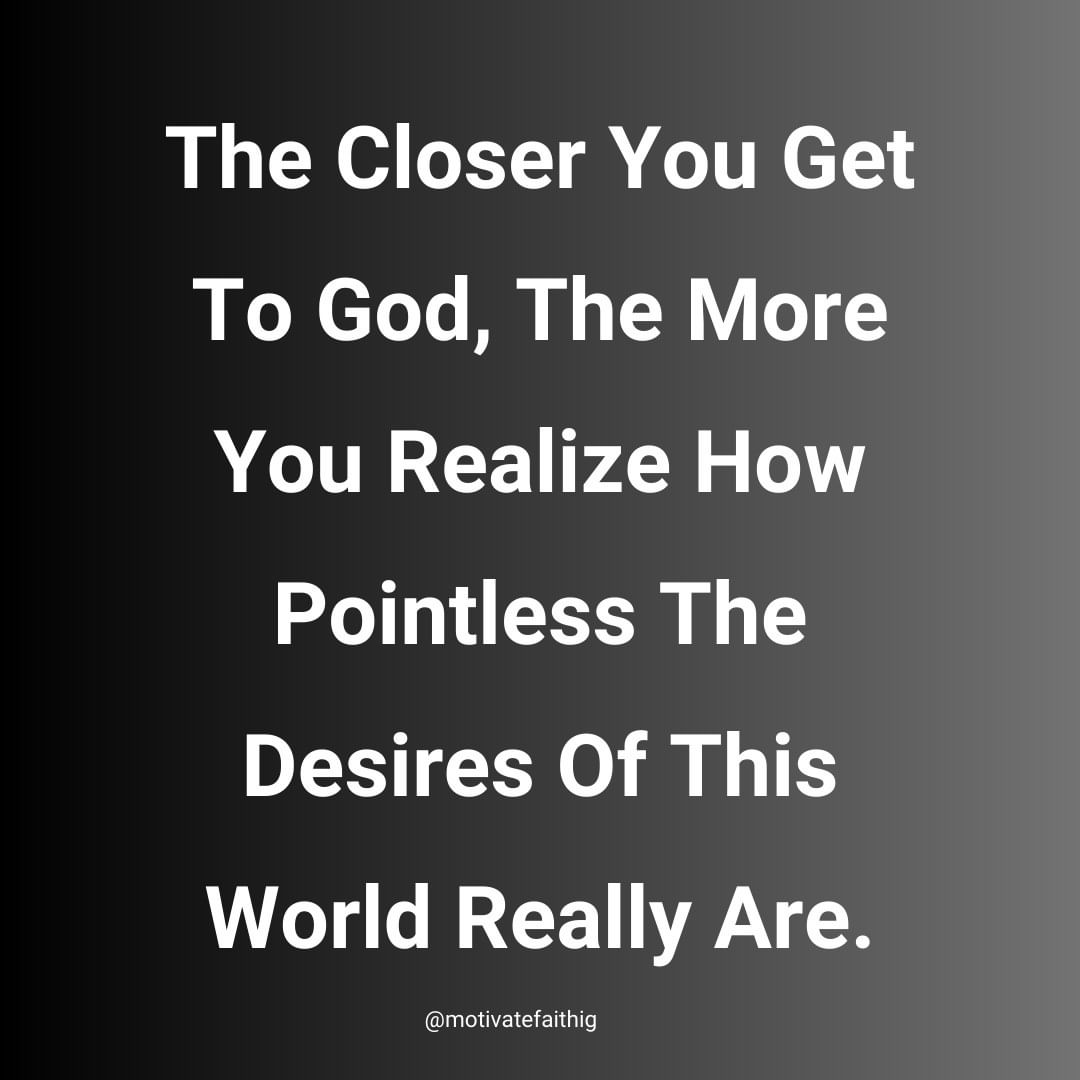 The Closer You Get
To God, The More
You Realize How
Pointless The
Desires Of This
World Really Are.
@motivatefaithig